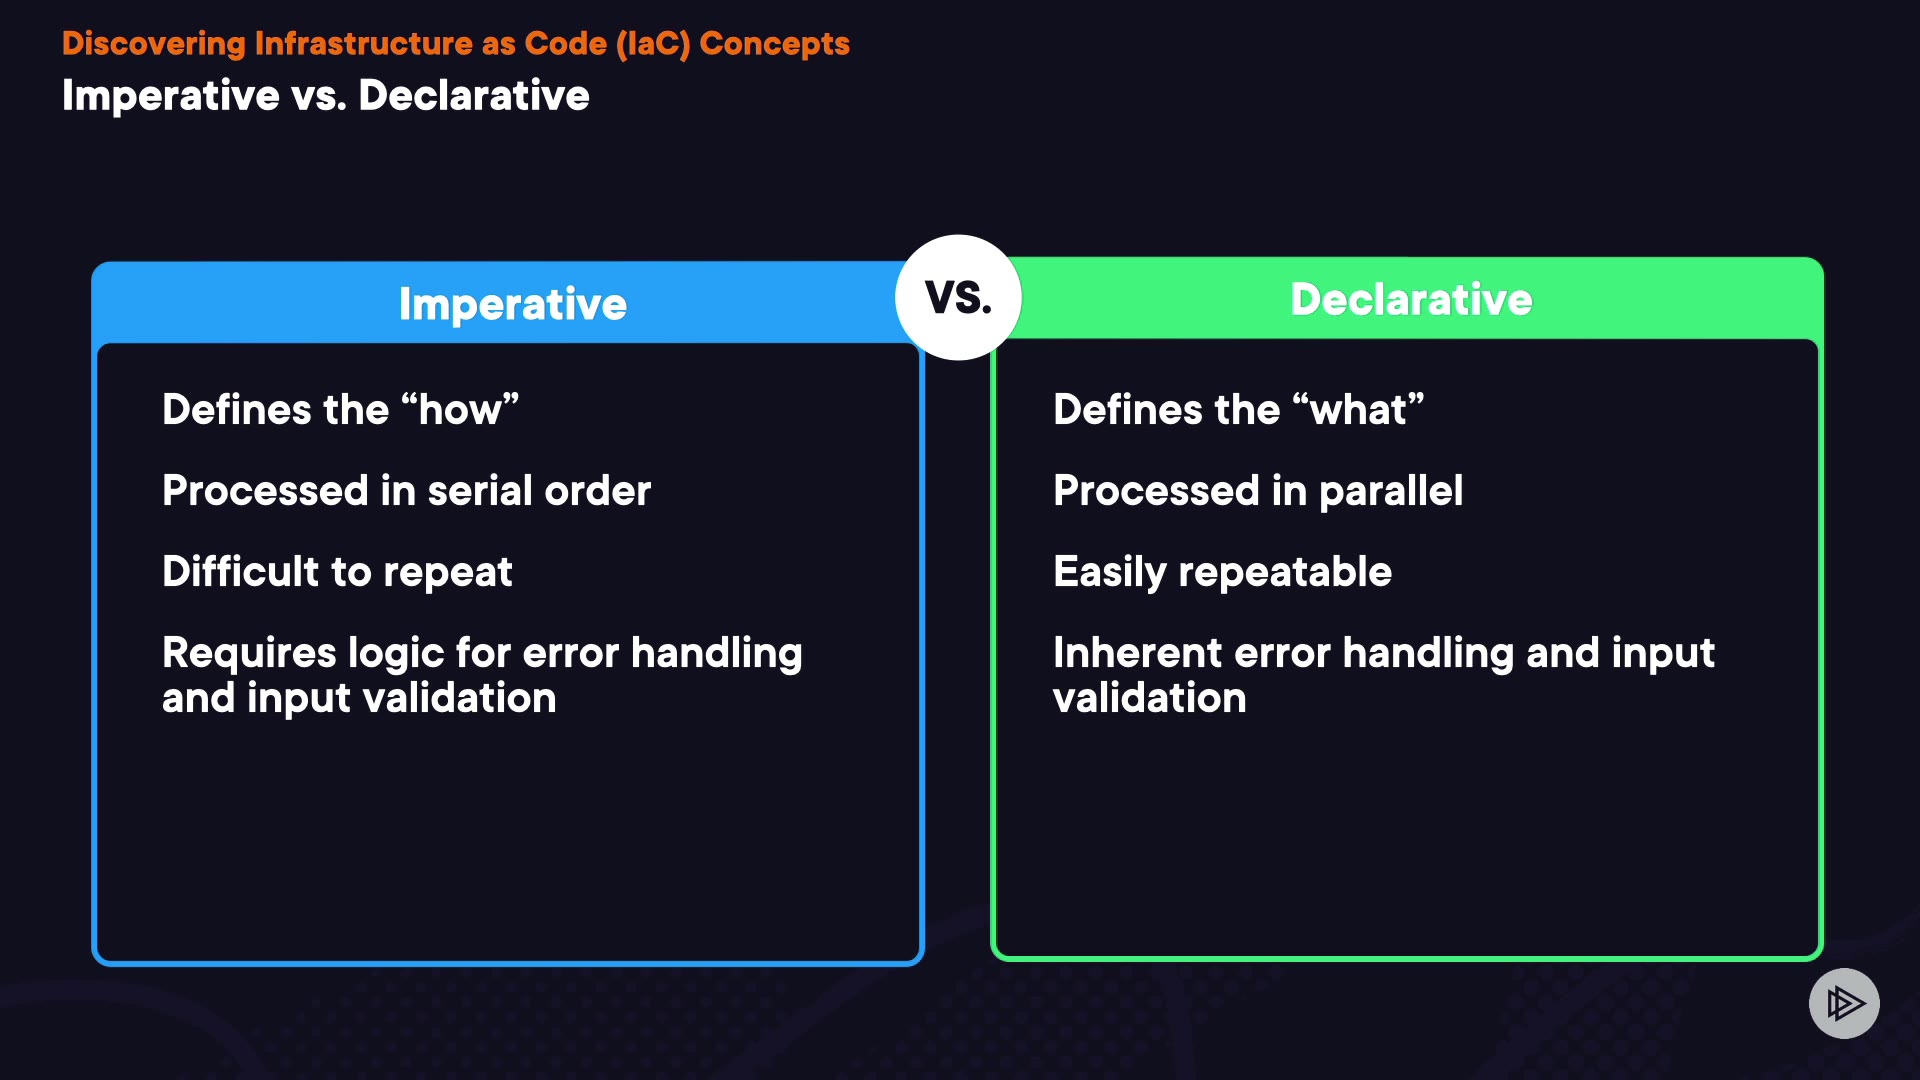 Discovering Infrastructure as Code (IaC) Concepts
Imperative vs. Declarative
VS.
Imperative
Defines the “how”
Processed in serial order
Difficult to repeat
Requires logic for error handling
and input validation
Declarative
Defines the “what”
Processed in parallel
Easily repeatable
Inherent error handling and input
validation